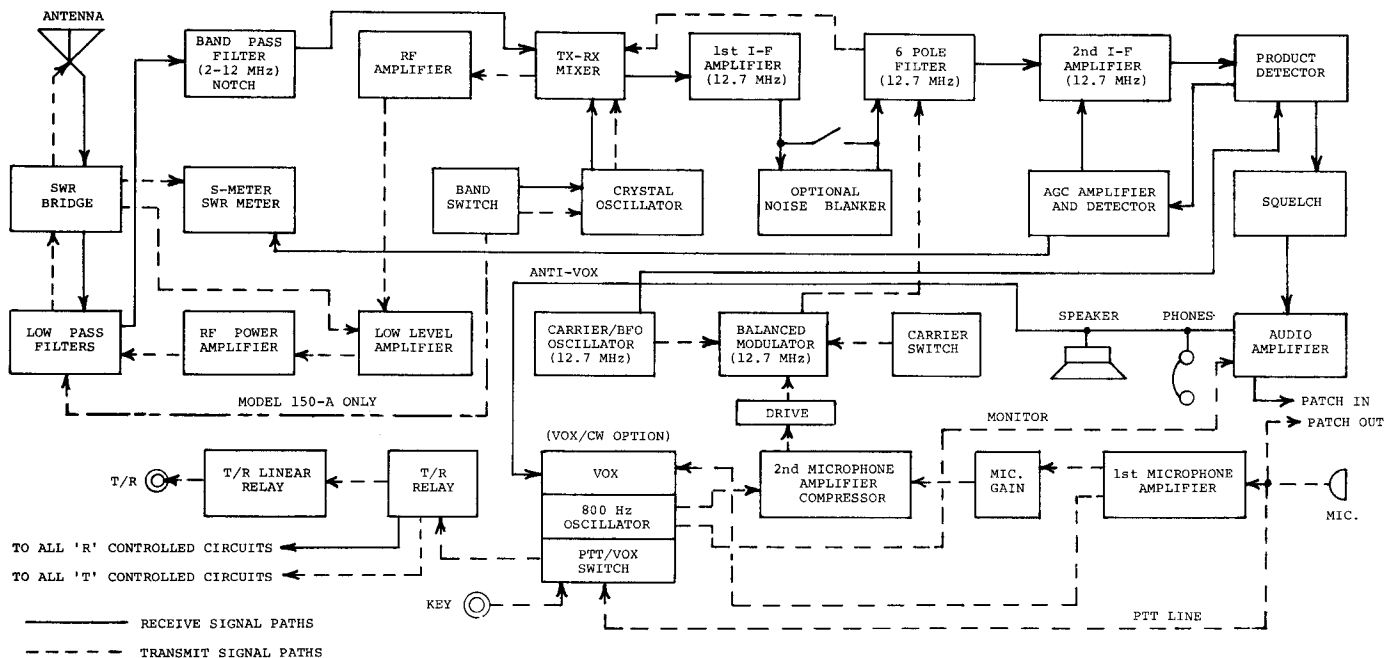 ANTENNA
BAND PASS
FILTER
(2-12 MHz)
NOTCH
RF
AMPLIFIER
TX-RX
MIXER
1st I-F
AMPLIFIER
(12.7 MHz)
6 POLE
FILTER
(12.7 MHz)
2nd I-F
AMPLIFIER
(12.7 MHz)
PRODUCT
DETECTOR
SWR
BRIDGE
S-METER
SWR METER
BAND
SWITCH
CRYSTAL
OSCILLATOR
OPTIONAL
NOISE BLANKER
AGC AMPLIFIER
AND DETECTOR
SQUELCH
ANTI-VOX
LOW PASS
FILTERS
RF POWER
AMPLIFIER
LOW LEVEL
AMPLIFIER
CARRIER/BFO
OSCILLATOR
(12.7 MHz)
BALANCED
MODULATOR
(12.7 MHz)
CARRIER
SWITCH
SPEAKER
PHONES
AUDIO
AMPLIFIER
MODEL 150-A ONLY
DRIVE
MONITOR
PATCH IN
PATCH OUT
(VOX/CW OPTION)
T/R
T/R LINEAR
RELAY
T/R
RELAY
VOX
800 Hz
OSCILLATOR
PTT/VOX
SWITCH
2nd MICROPHONE
AMPLIFIER
COMPRESSOR
MIC.
GAIN
1st MICROPHONE
AMPLIFIER
MIC.
TO ALL 'R' CONTROLLED CIRCUITS
TO ALL 'T' CONTROLLED CIRCUITS
KEY
PTT LINE
RECEIVE SIGNAL PATHS
TRANSMIT SIGNAL PATHS